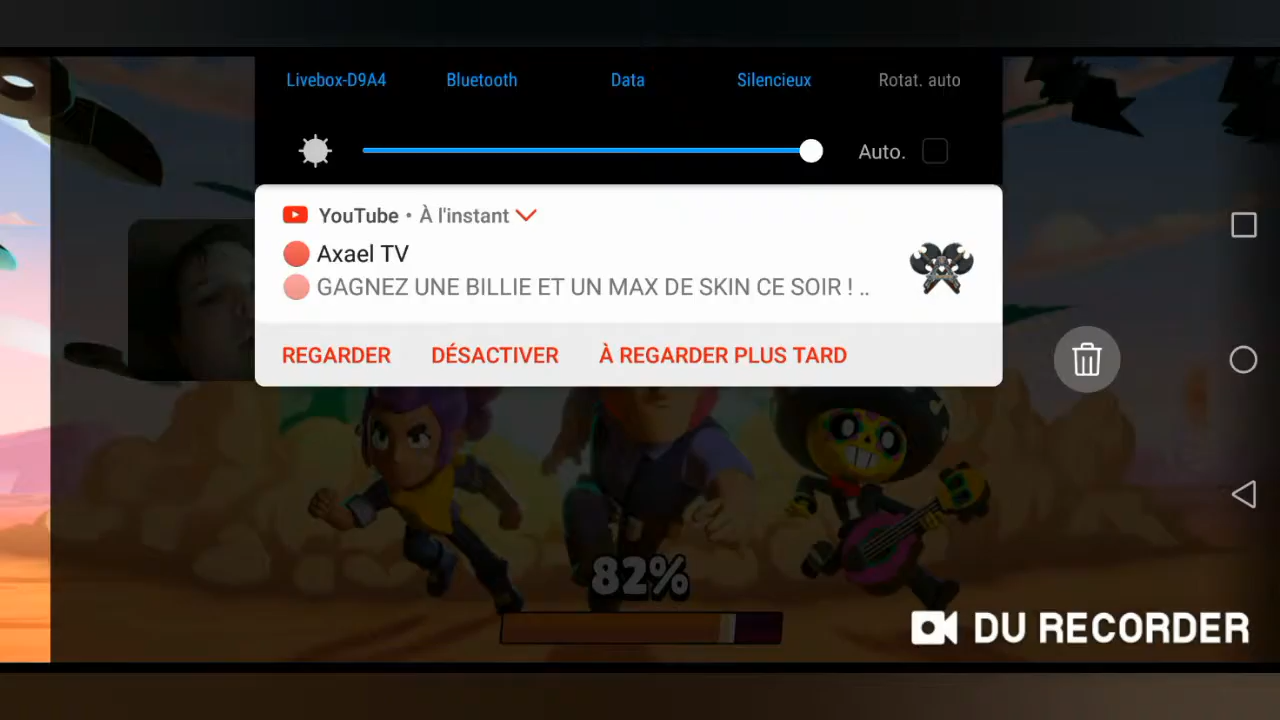 Livebox-D9A4 Bluetooth Data Silencieux Rotat. auto
Auto.
YouTube • À l'instant
Axael TV
GAGNEZ UNE BILLIE ET UN MAX DE SKIN CE SOIR ! ..
REGARDER DÉSACTIVER À REGARDER PLUS TARD
82%
DU RECORDER